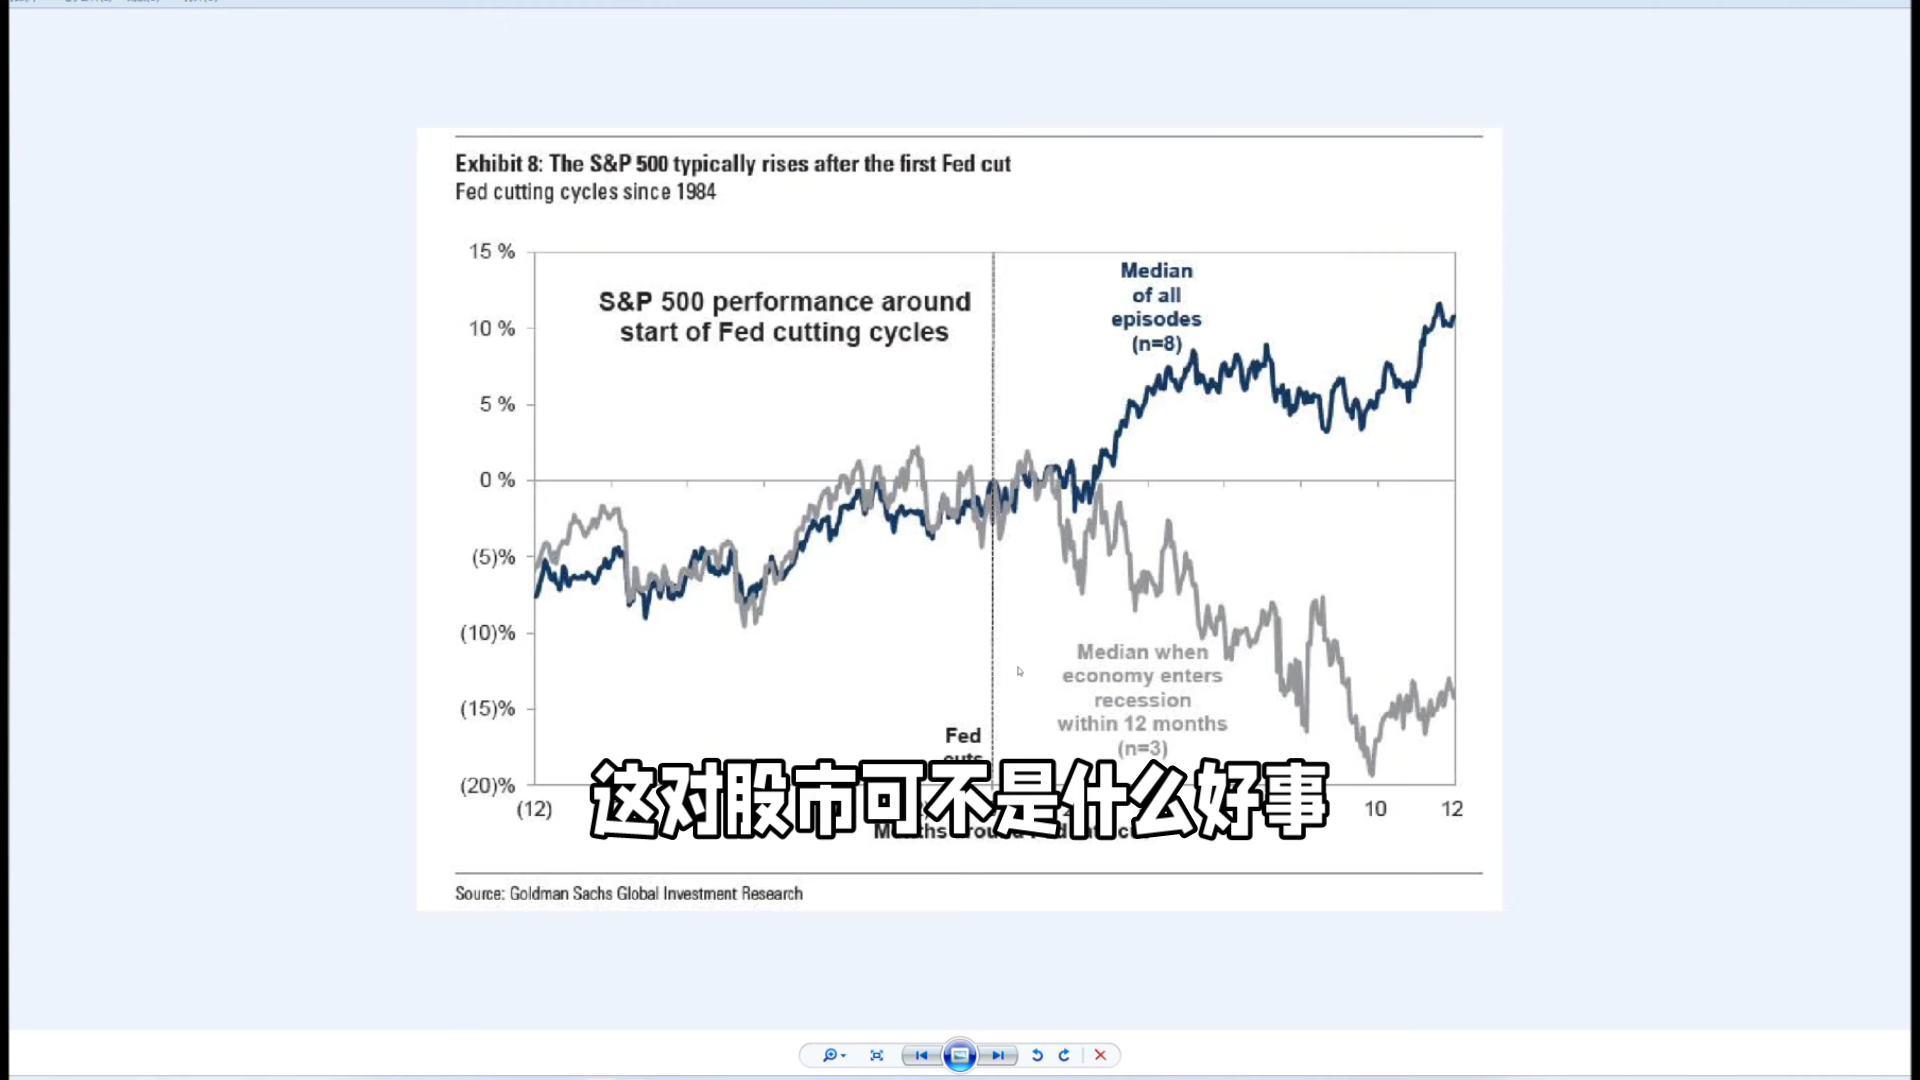 Exhibit 8: The S&P 500 typically rises after the first Fed cut
Fed cutting cycles since 1984
15 %
10 %
5 %
0 %
(5)%
(10)%
(15)%
(20)%
S&P 500 performance around
start of Fed cutting cycles
Median
of all
episodes
(n=8)
Median when
economy enters
recession
within 12 months
(n=3)
Fed
cuts
(12)
10
12
这对股市可不是什么好事
Source: Goldman Sachs Global Investment Research